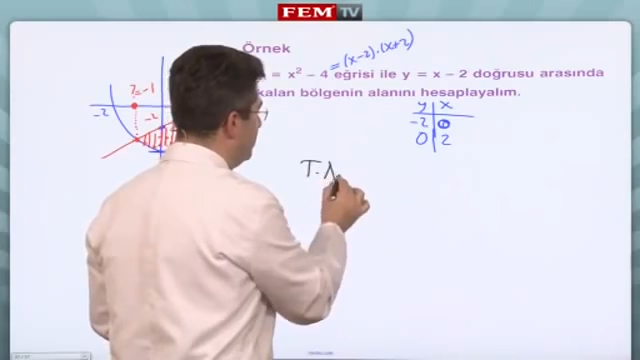 FEM TV
Örnek
= (x-2).(x+2)
= x² - 4 eğrisi ile y = x - 2 doğrusu arasında
kalan bölgenin alanını hesaplayalım.
? = -1
-2
-2
y x
-2 0
0 2
T.A